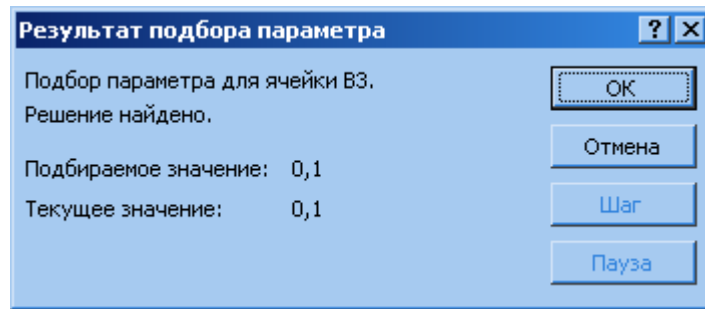 Результат подбора параметра
Подбор параметра для ячейки B3.
Решение найдено.
Подбираемое значение: 0,1
Текущее значение: 0,1
ОК
Отмена
Шаг
Пауза